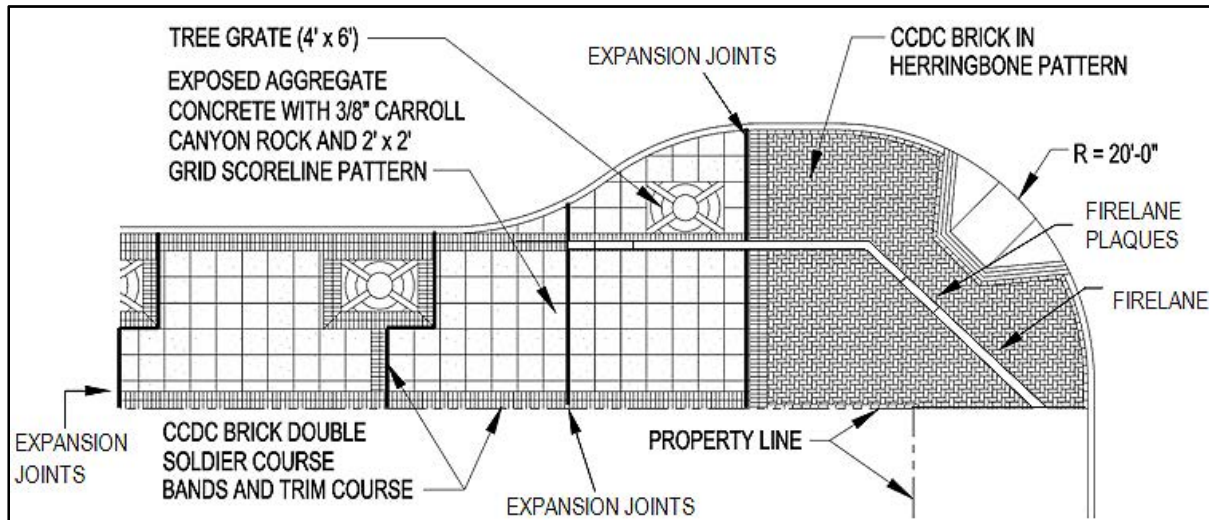 TREE GRATE (4' x 6')
EXPOSED AGGREGATE
CONCRETE WITH 3/8" CARROLL
CANYON ROCK AND 2' x 2'
GRID SCORELINE PATTERN
EXPANSION JOINTS
CCDC BRICK IN
HERRINGBONE PATTERN
R = 20'-0"
FIRELANE
PLAQUES
FIRELANE
EXPANSION
JOINTS
CCDC BRICK DOUBLE
SOLDIER COURSE
BANDS AND TRIM COURSE
EXPANSION JOINTS
PROPERTY LINE